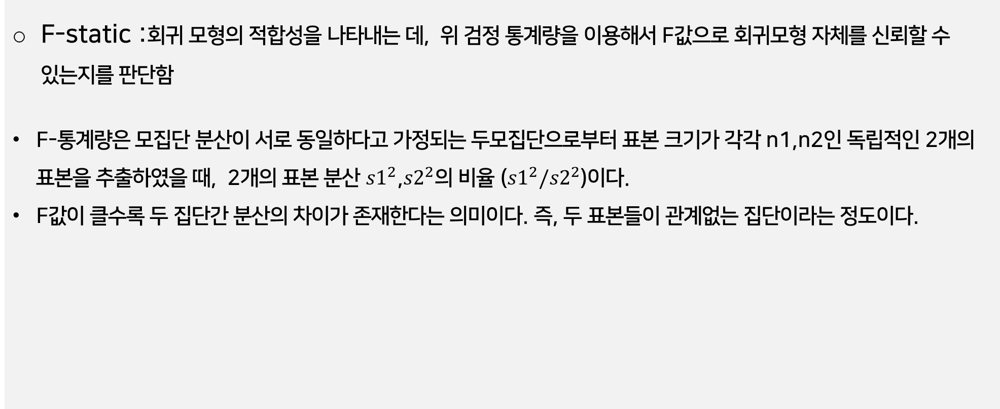 ○ F-static :회귀 모형의 적합성을 나타내는 데, 위 검정 통계량을 이용해서 F값으로 회귀모형 자체를 신뢰할 수
있는지를 판단함
• F-통계량은 모집단 분산이 서로 동일하다고 가정되는 두모집단으로부터 표본 크기가 각각 n1,n2인 독립적인 2개의
표본을 추출하였을 때, 2개의 표본 분산 s1²,s2²의 비율 (s1²/s2²)이다.
• F값이 클수록 두 집단간 분산의 차이가 존재한다는 의미이다. 즉, 두 표본들이 관계없는 집단이라는 정도이다.